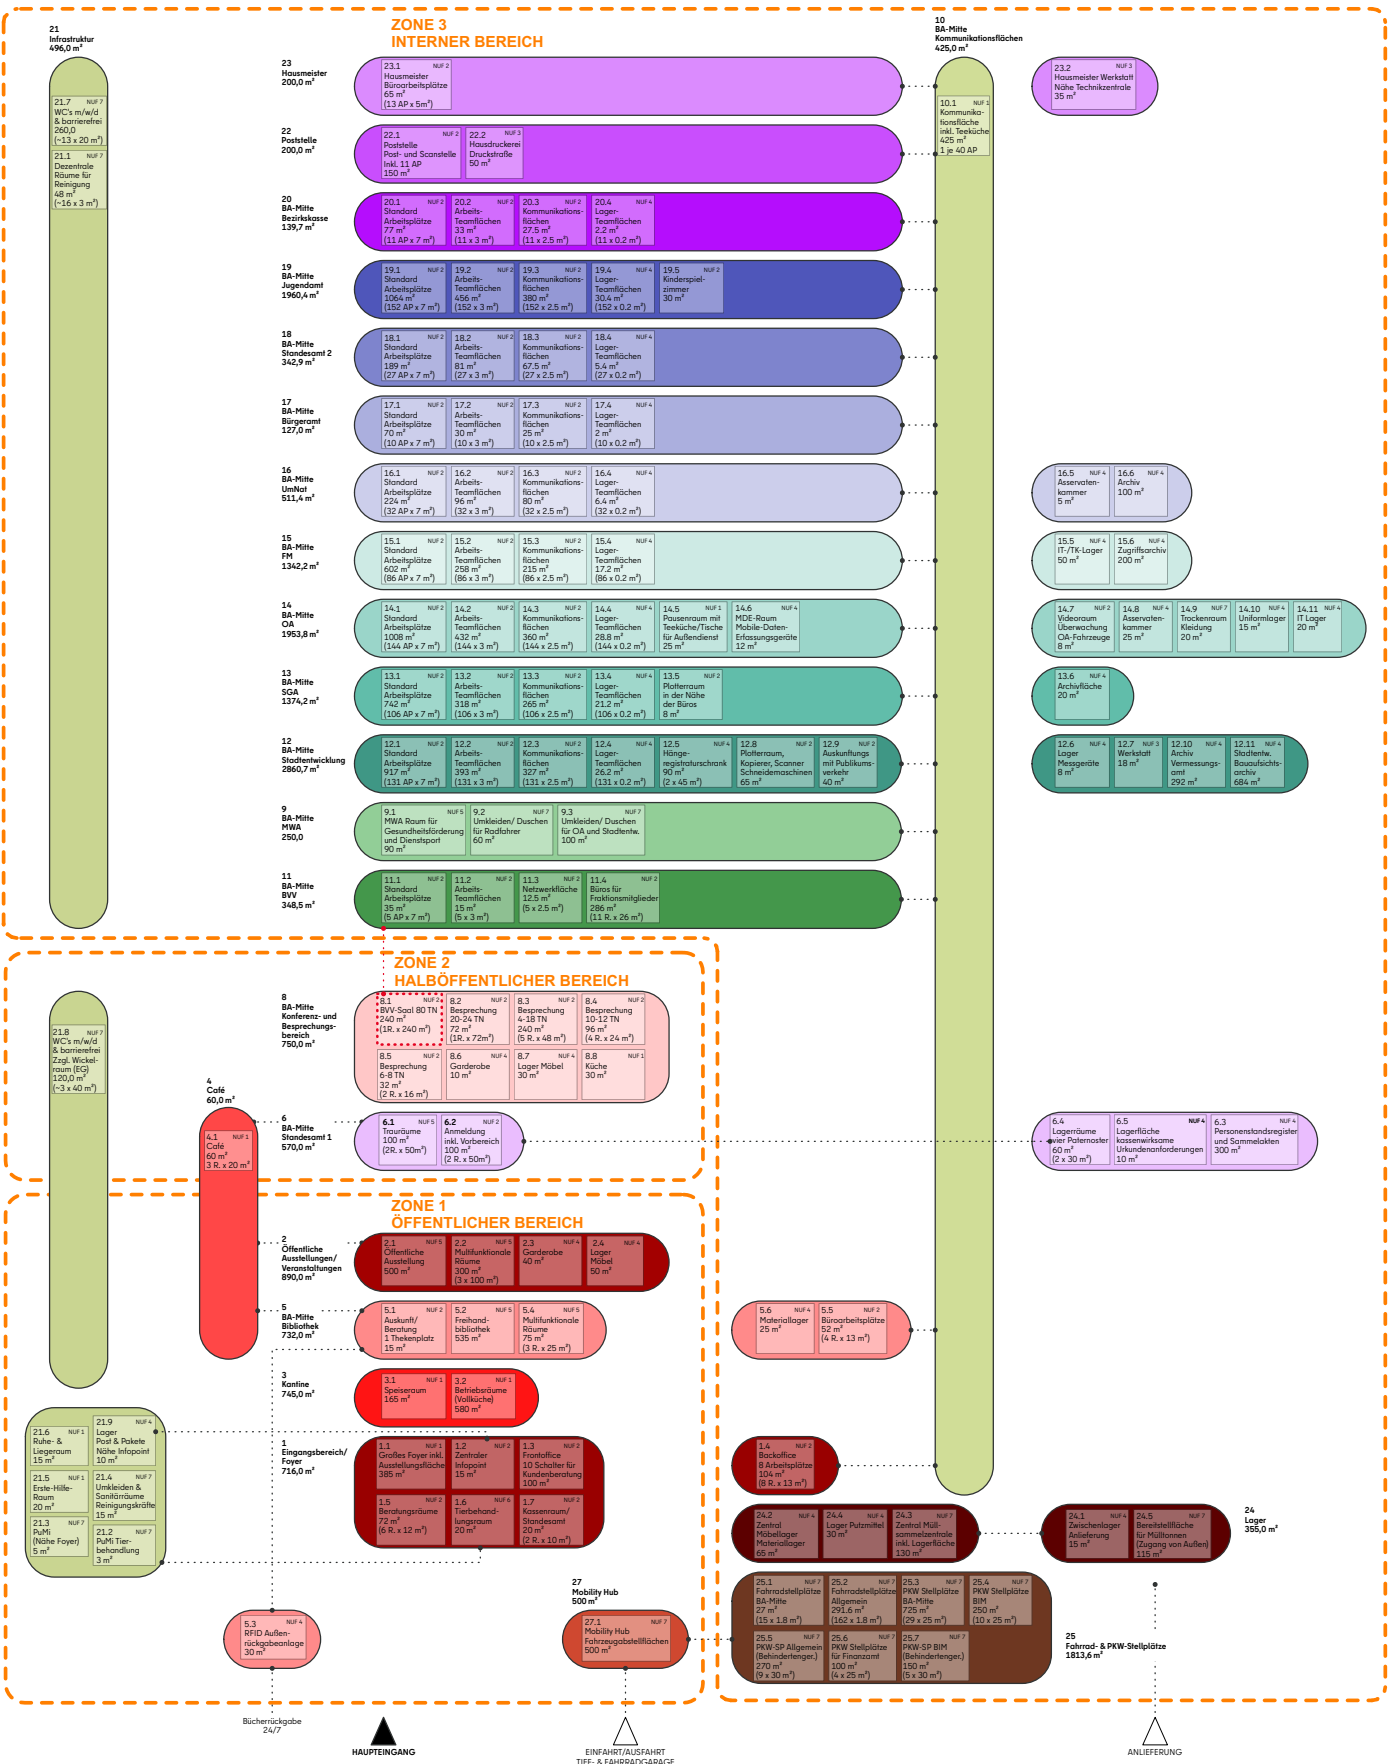 ZONE 3
INTERNER BEREICH
21
Infrastruktur
496,0 m²
10
BA-Mitte
Kommunikationsflächen
425,0 m²
21.7 NUF 7
WC's m/w/d
& barrierefrei
260,0
(~13 x 20 m²)
21.1 NUF 7
Dezentrale
Räume für
Reinigung
48 m²
(~16 x 3 m²)
10.1 NUF 1
Kommunika-
tionsfläche
inkl. Teeküche
425 m²
1 je 40 AP
23
Hausmeister
200,0 m²
23.1 NUF 2
Hausmeister
Büroarbeitsplätze
65 m²
(13 AP x 5m²)
23.2 NUF 3
Hausmeister Werkstatt
Nähe Technikzentrale
35 m²
22
Poststelle
200,0 m²
22.1 NUF 2
Poststelle
Post- und Scanstelle
Inkl. 11 AP
150 m²
22.2 NUF 3
Hausdruckerei
Druckstraße
50 m²
20
BA-Mitte
Bezirkskasse
139,7 m²
20.1 NUF 2
Standard
Arbeitsplätze
77 m²
(11 AP x 7 m²)
20.2 NUF 2
Arbeits-
Teamflächen
33 m²
(11 x 3 m²)
20.3 NUF 2
Kommunikations-
flächen
27.5 m²
(11 x 2.5 m²)
20.4 NUF 4
Lager-
Teamflächen
2.2 m²
(11 x 0.2 m²)
19
BA-Mitte
Jugendamt
1960,4 m²
19.1 NUF 2
Standard
Arbeitsplätze
1064 m²
(152 AP x 7 m²)
19.2 NUF 2
Arbeits-
Teamflächen
456 m²
(152 x 3 m²)
19.3 NUF 2
Kommunikations-
flächen
380 m²
(152 x 2.5 m²)
19.4 NUF 4
Lager-
Teamflächen
30.4 m²
(152 x 0.2 m²)
19.5 NUF 2
Kinderspiel-
zimmer
30 m²
18
BA-Mitte
Standesamt 2
342,9 m²
18.1 NUF 2
Standard
Arbeitsplätze
189 m²
(27 AP x 7 m²)
18.2 NUF 2
Arbeits-
Teamflächen
81 m²
(27 x 3 m²)
18.3 NUF 2
Kommunikations-
flächen
67.5 m²
(27 x 2.5 m²)
18.4 NUF 4
Lager-
Teamflächen
5.4 m²
(27 x 0.2 m²)
17
BA-Mitte
Bürgeramt
127,0 m²
17.1 NUF 2
Standard
Arbeitsplätze
70 m²
(10 AP x 7 m²)
17.2 NUF 2
Arbeits-
Teamflächen
30 m²
(10 x 3 m²)
17.3 NUF 2
Kommunikations-
flächen
25 m²
(10 x 2.5 m²)
17.4 NUF 4
Lager-
Teamflächen
2 m²
(10 x 0.2 m²)
16
BA-Mitte
UmNat
511,4 m²
16.1 NUF 2
Standard
Arbeitsplätze
224 m²
(32 AP x 7 m²)
16.2 NUF 2
Arbeits-
Teamflächen
96 m²
(32 x 3 m²)
16.3 NUF 2
Kommunikations-
flächen
80 m²
(32 x 2.5 m²)
16.4 NUF 4
Lager-
Teamflächen
6.4 m²
(32 x 0.2 m²)
16.5 NUF 4
Asservaten-
kammer
5 m²
16.6 NUF 4
Archiv
100 m²
15
BA-Mitte
FM
1342,2 m²
15.1 NUF 2
Standard
Arbeitsplätze
602 m²
(86 AP x 7 m²)
15.2 NUF 2
Arbeits-
Teamflächen
258 m²
(86 x 3 m²)
15.3 NUF 2
Kommunikations-
flächen
215 m²
(86 x 2.5 m²)
15.4 NUF 4
Lager-
Teamflächen
17.2 m²
(86 x 0.2 m²)
15.5 NUF 4
IT-/TK-Lager
50 m²
15.6 NUF 4
Zugriffsarchiv
200 m²
14
BA-Mitte
OA
1953,8 m²
14.1 NUF 2
Standard
Arbeitsplätze
1008 m²
(144 AP x 7 m²)
14.2 NUF 2
Arbeits-
Teamflächen
432 m²
(144 x 3 m²)
14.3 NUF 2
Kommunikations-
flächen
360 m²
(144 x 2.5 m²)
14.4 NUF 4
Lager-
Teamflächen
28.8 m²
(144 x 0.2 m²)
14.5 NUF 1
Pausenraum mit
Teeküche/Tische
für Außendienst
25 m²
14.6 NUF 4
MDE-Raum
Mobile-Daten-
Erfassungsgeräte
12 m²
14.7 NUF 2
Videoraum
Überwachung
OA-Fahrzeuge
8 m²
14.8 NUF 4
Asservaten-
kammer
25 m²
14.9 NUF 7
Trockenraum
Kleidung
20 m²
14.10 NUF 4
Uniformlager
15 m²
14.11 NUF 4
IT Lager
20 m²
13
BA-Mitte
SGA
1374,2 m²
13.1 NUF 2
Standard
Arbeitsplätze
742 m²
(106 AP x 7 m²)
13.2 NUF 2
Arbeits-
Teamflächen
318 m²
(106 x 3 m²)
13.3 NUF 2
Kommunikations-
flächen
265 m²
(106 x 2.5 m²)
13.4 NUF 4
Lager-
Teamflächen
21.2 m²
(106 x 0.2 m²)
13.5 NUF 2
Plotterraum
in der Nähe
der Büros
8 m²
13.6
Archivfläche
20 m²
12
BA-Mitte
Stadtentwicklung
2860,7 m²
12.1 NUF 2
Standard
Arbeitsplätze
917 m²
(131 AP x 7 m²)
12.2 NUF 2
Arbeits-
Teamflächen
393 m²
(131 x 3 m²)
12.3 NUF 2
Kommunikations-
flächen
327 m²
(131 x 2.5 m²)
12.4 NUF 4
Lager-
Teamflächen
26.2 m²
(131 x 0.2 m²)
12.5 NUF 4
Hänge-
registraturschrank
90 m²
(2 x 45 m²)
12.8 NUF 2
Plotterraum,
Kopierer, Scanner
Schneidemaschinen
65 m²
12.9 NUF 2
Auskunftungs
mit Publikums-
verkehr
40 m²
12.6 NUF 4
Lager
Messgeräte
8 m²
12.7 NUF 3
Werkstatt
18 m²
12.10 NUF 4
Archiv
Vermessungs-
amt
292 m²
12.11 NUF 4
Stadtentw.
Bauaufsichts-
archiv
684 m²
9
BA-Mitte
MWA
250,0
9.1 NUF 5
MWA Raum für
Gesundheitsförderung
und Dienstsport
90 m²
9.2 NUF 7
Umkleiden/ Duschen
für Radfahrer
60 m²
9.3 NUF 7
Umkleiden/ Duschen
für OA und Stadtentw.
100 m²
11
BA-Mitte
BVV
348,5 m²
11.1 NUF 2
Standard
Arbeitsplätze
35 m²
(5 AP x 7 m²)
11.2 NUF 2
Arbeits-
Teamflächen
15 m²
(5 x 3 m²)
11.3 NUF 2
Netzwerkfläche
12.5 m²
(5 x 2.5 m²)
11.4 NUF 2
Büros für
Fraktionsmitglieder
286 m²
(11 R. x 26 m²)
ZONE 2
HALBÖFFENTLICHER BEREICH
8
BA-Mitte
Konferenz- und
Besprechungs-
bereich
750,0 m²
8.1 NUF 2
BVV-Saal 80 TN
240 m²
(1R. x 240 m²)
8.2 NUF 2
Besprechung
20-24 TN
72 m²
(1R. x 72m²)
8.3 NUF 2
Besprechung
4-18 TN
240 m²
(5 R. x 48 m²)
8.4 NUF 2
Besprechung
10-12 TN
96 m²
(4 R. x 24 m²)
8.5 NUF 2
Besprechung
6-8 TN
32 m²
(2 R. x 16 m²)
8.6 NUF 4
Garderobe
10 m²
8.7 NUF 4
Lager Möbel
30 m²
8.8 NUF 1
Küche
30 m²
21.8 NUF 7
WC's m/w/d
& barrierefrei
Zzgl. Wickel-
raum (EG)
120,0 m²
(~3 x 40 m²)
4
Café
60,0 m²
4.1 NUF 1
Café
60 m²
3 R. x 20 m²
6
BA-Mitte
Standesamt 1
570,0 m²
6.1 NUF 5
Trauräume
100 m²
(2R. x 50m²)
6.2 NUF 2
Anmeldung
inkl. Vorbereich
100 m²
(2 R. x 50m²)
6.4 NUF 4
Lagerräume
vier Paternoster
60 m²
(2 x 30 m²)
6.5 NUF 4
Lagerfläche
kassenwirksame
Urkundenanforderungen
10 m²
6.3 NUF 4
Personenstandsregister
und Sammelakten
300 m²
ZONE 1
ÖFFENTLICHER BEREICH
2
Öffentliche
Ausstellungen/
Veranstaltungen
890,0 m²
2.1 NUF 5
Öffentliche
Ausstellung
500 m²
2.2 NUF 5
Multifunktionale
Räume
300 m²
(3 x 100 m²)
2.3 NUF 4
Garderobe
40 m²
2.4 NUF 4
Lager
Möbel
50 m²
5
BA-Mitte
Bibliothek
732,0 m²
5.1 NUF 2
Auskunft/
Beratung
1 Thekenplatz
15 m²
5.2 NUF 5
Freihand-
bibliothek
535 m²
5.4 NUF 5
Multifunktionale
Räume
75 m²
(3 R. x 25 m²)
5.6 NUF 4
Materiallager
25 m²
5.5 NUF 2
Büroarbeitsplätze
52 m²
(4 R. x 13 m²)
3
Kantine
745,0 m²
3.1 NUF 1
Speiseraum
165 m²
3.2 NUF 1
Betriebsräume
(Vollküche)
580 m²
21.6 NUF 1
Ruhe- &
Liegeraum
15 m²
21.9 NUF 4
Lager
Post & Pakete
Nähe Infopoint
10 m²
21.5 NUF 1
Erste-Hilfe-
Raum
20 m²
21.4 NUF 7
Umkleiden &
Sanitärräume
Reinigungskräfte
15 m²
21.3 NUF 7
PuMi
(Nähe Foyer)
5 m²
21.2 NUF 7
PuMi Tier-
behandlung
3 m²
1
Eingangsbereich/
Foyer
716,0 m²
1.1 NUF 1
Großes Foyer inkl.
Ausstellungsfläche
385 m²
1.2 NUF 2
Zentraler
Infopoint
15 m²
1.3 NUF 2
Frontoffice
10 Schalter für
Kundenberatung
100 m²
1.5 NUF 2
Beratungsräume
72 m²
(6 R. x 12 m²)
1.6 NUF 6
Tierbehand-
lungsraum
20 m²
1.7 NUF 2
Kassenraum/
Standesamt
20 m²
(2 R. x 10 m²)
1.4 NUF 2
Backoffice
8 Arbeitsplätze
104 m²
(8 R. x 13 m²)
24.2 NUF 4
Zentral
Möbellager
Materiallager
65 m²
24.4 NUF 4
Lager Putzmittel
30 m²
24.3 NUF 7
Zentral Müll-
sammelzentrale
inkl. Lagerfläche
130 m²
24.1 NUF 4
Zwischenlager
Anlieferung
15 m²
24.5 NUF 7
Bereitstellfläche
für Mülltonnen
(Zugang von Außen)
115 m²
24
Lager
355,0 m²
5.3 NUF 4
RFID Außen-
rückgabeanlage
30 m²
27
Mobility Hub
500 m²
27.1 NUF 7
Mobility Hub
Fahrzeugabstellflächen
500 m²
25.1 NUF 7
Fahrradstellplätze
BA-Mitte
27 m²
(15 x 1.8 m²)
25.2 NUF 7
Fahrradstellplätze
Allgemein
291.6 m²
(162 x 1.8 m²)
25.3 NUF 7
PKW Stellplätze
BA-Mitte
725 m²
(29 x 25 m²)
25.4 NUF 7
PKW Stellplätze
BIM
250 m²
(10 x 25 m²)
25.5 NUF 7
PKW-SP Allgemein
(Behindertenger.)
270 m²
(9 x 30 m²)
25.6 NUF 7
PKW Stellplätze
für Finanzamt
100 m²
(4 x 25 m²)
25.7 NUF 7
PKW-SP BIM
(Behindertenger.)
150 m²
(5 x 30 m²)
25
Fahrrad- & PKW-Stellplätze
1813,6 m²
Bücherrückgabe
24/7
HAUPTEINGANG
EINFAHRT/AUSFAHRT
TIEF- & FAHRRADGARAGE
ANLIEFERUNG